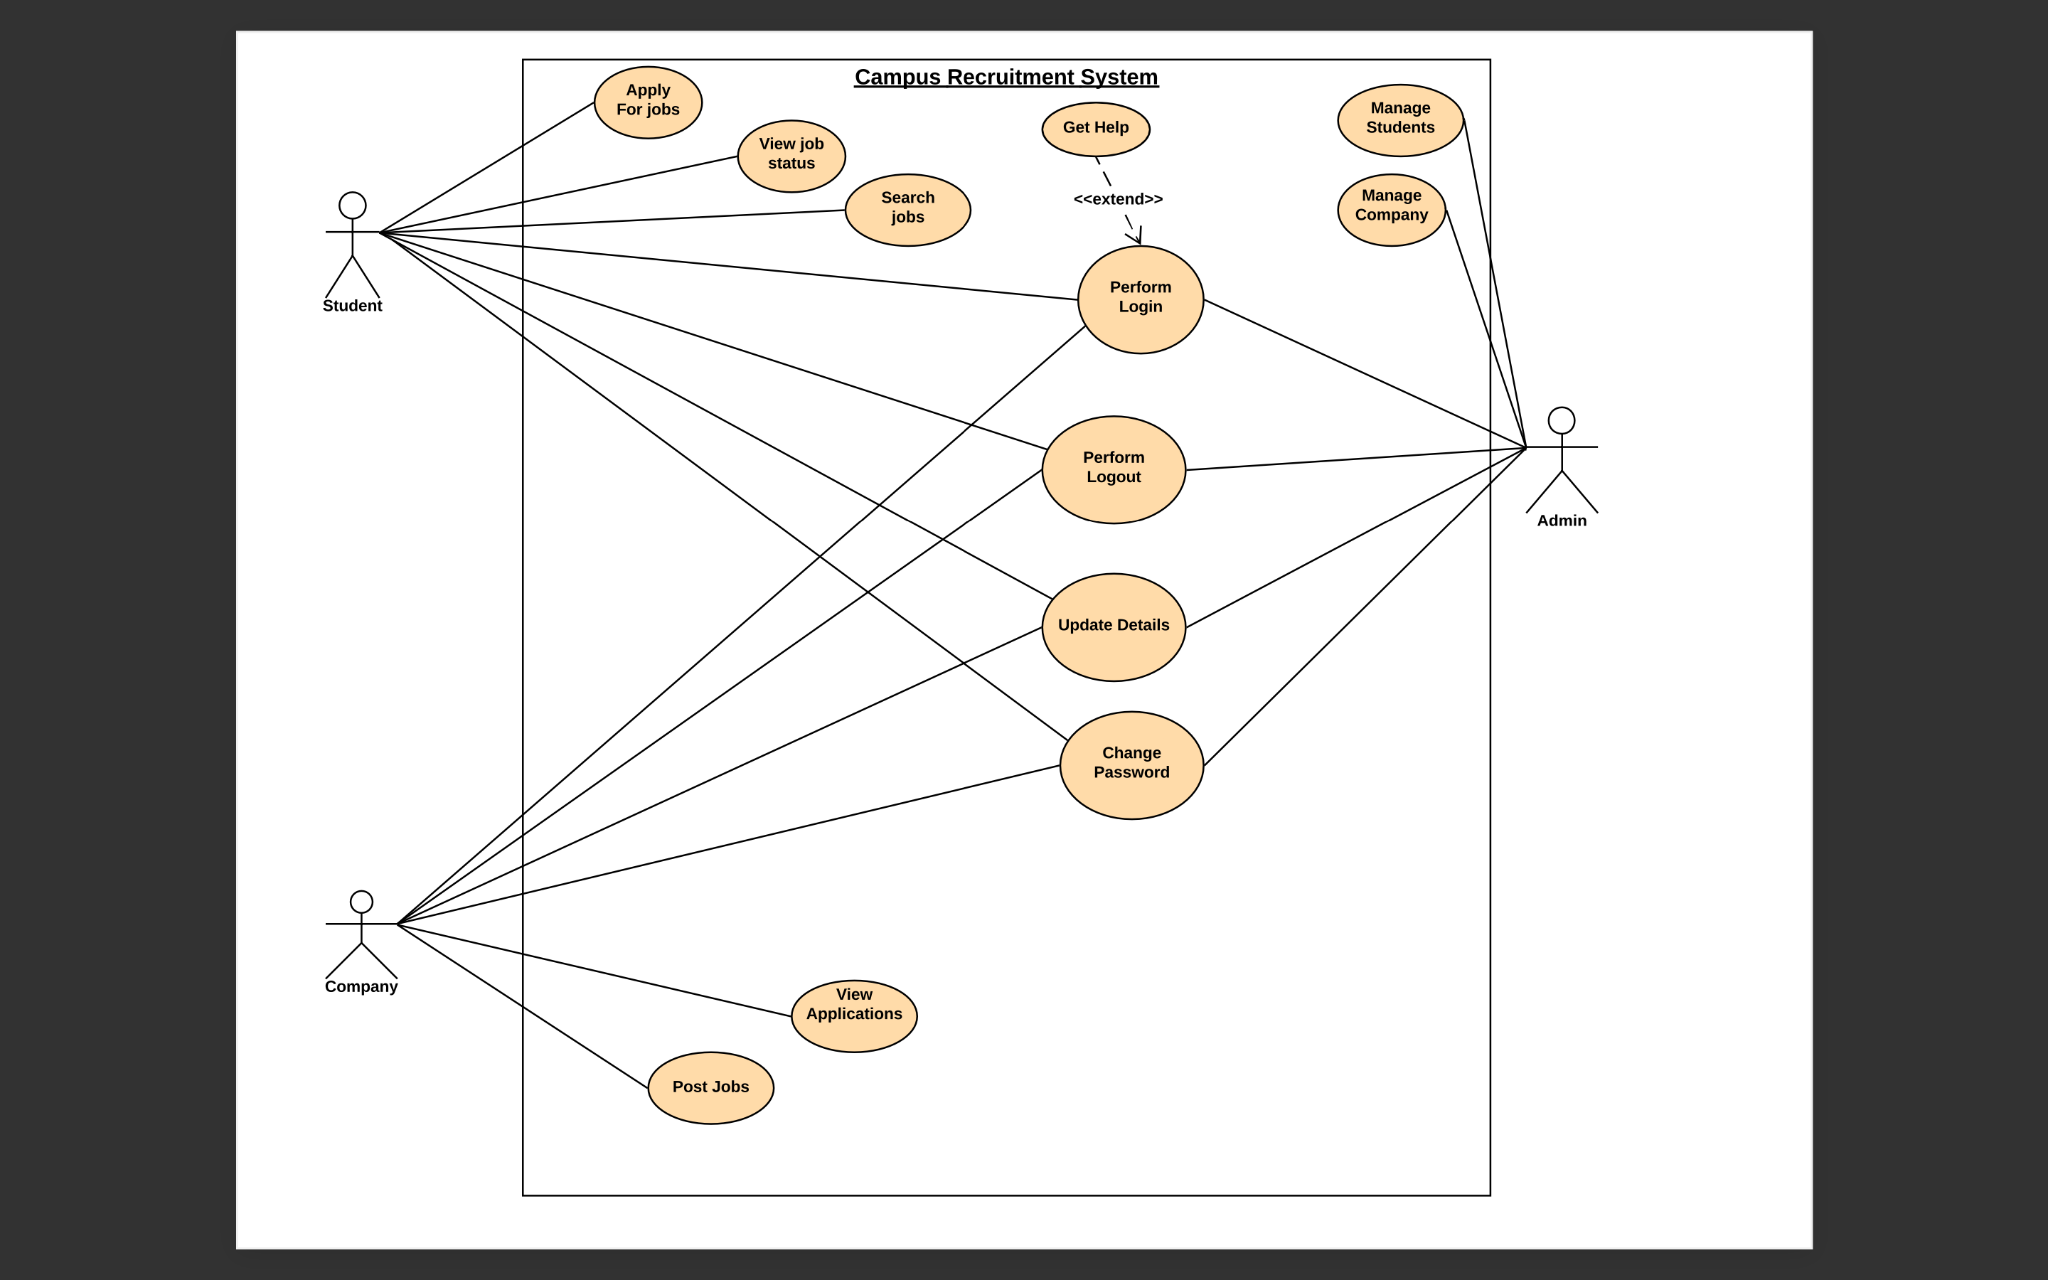 Campus Recruitment System
Apply
For jobs
View job
status
Search
jobs
Get Help
<<extend>>
Manage
Students
Manage
Company
Perform
Login
Student
Perform
Logout
Admin
Update Details
Change
Password
Company
View
Applications
Post Jobs